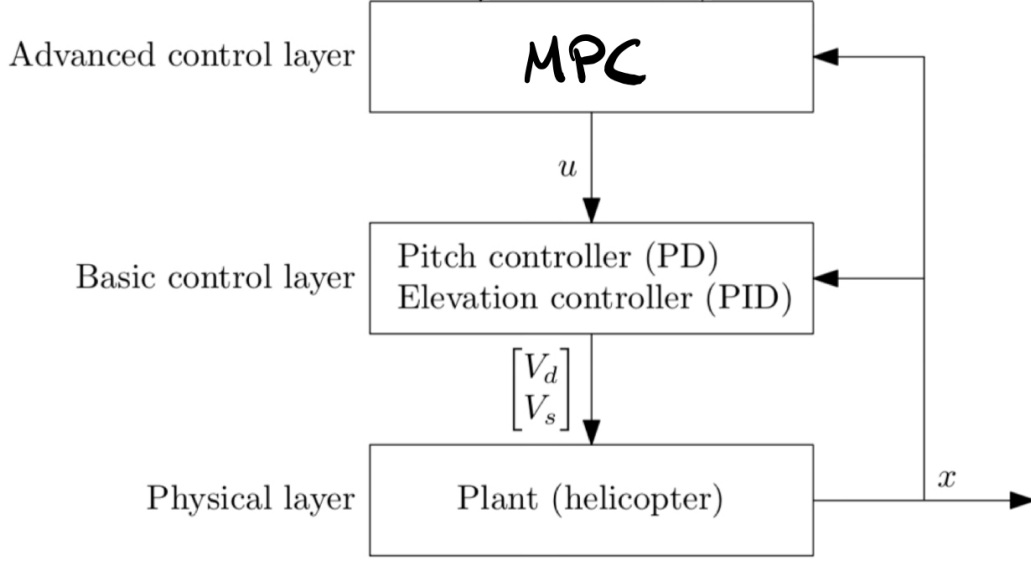 Advanced control layer
MPC
u
Basic control layer
Pitch controller (PD)
Elevation controller (PID)
V_d
V_s
Physical layer
Plant (helicopter)
x